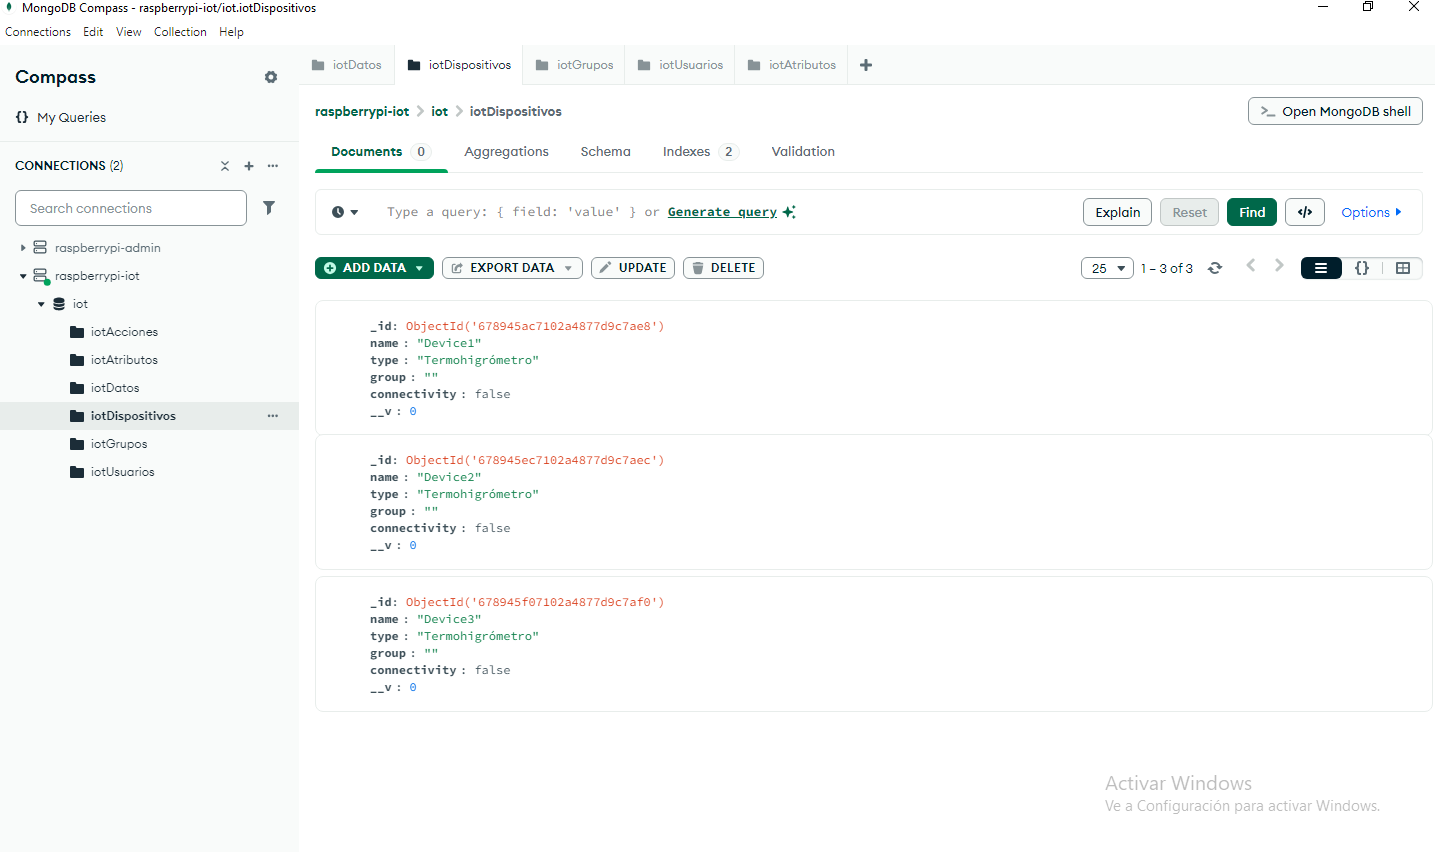 MongoDB Compass - raspberrypi-iot/iot.iotDispositivos
Connections Edit View Collection Help
Compass
{} My Queries
CONNECTIONS (2)
Search connections
raspberrypi-admin
raspberrypi-iot
iot
iotAcciones
iotAtributos
iotDatos
iotDispositivos
iotGrupos
iotUsuarios
iotDatos iotDispositivos iotGrupos iotUsuarios iotAtributos
raspberrypi-iot > iot > iotDispositivos
>_ Open MongoDB shell
Documents 0 Aggregations Schema Indexes 2 Validation
Type a query: { field: 'value' } or Generate query
Explain Reset Find </> Options
ADD DATA EXPORT DATA UPDATE DELETE
25 1 – 3 of 3 {}
_id: ObjectId('678945ac7102a4877d9c7ae8')
name : "Device1"
type : "Termohigrómetro"
group : ""
connectivity : false
__v : 0
_id: ObjectId('678945ec7102a4877d9c7aec')
name : "Device2"
type : "Termohigrómetro"
group : ""
connectivity : false
__v : 0
_id: ObjectId('678945f07102a4877d9c7af0')
name : "Device3"
type : "Termohigrómetro"
group : ""
connectivity : false
__v : 0
Activar Windows
Ve a Configuración para activar Windows.